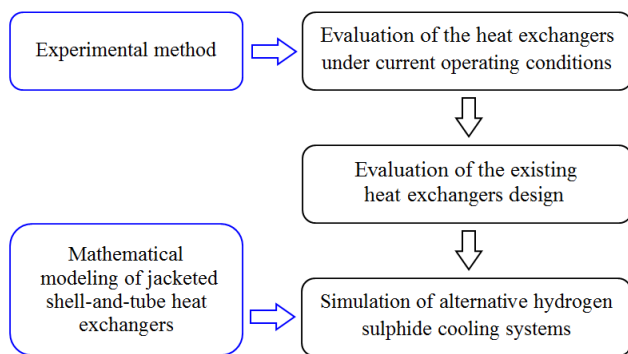 Experimental method
Evaluation of the heat exchangers
under current operating conditions
Evaluation of the existing
heat exchangers design
Mathematical
modeling of jacketed
shell-and-tube heat
exchangers
Simulation of alternative hydrogen
sulphide cooling systems